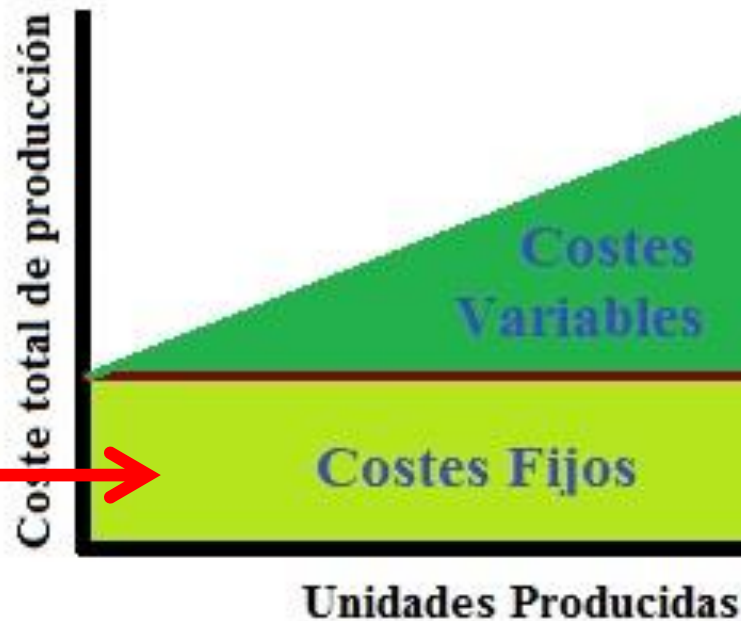 Coste total de producción
Costes
Variables
Costes Fijos
Unidades Producidas